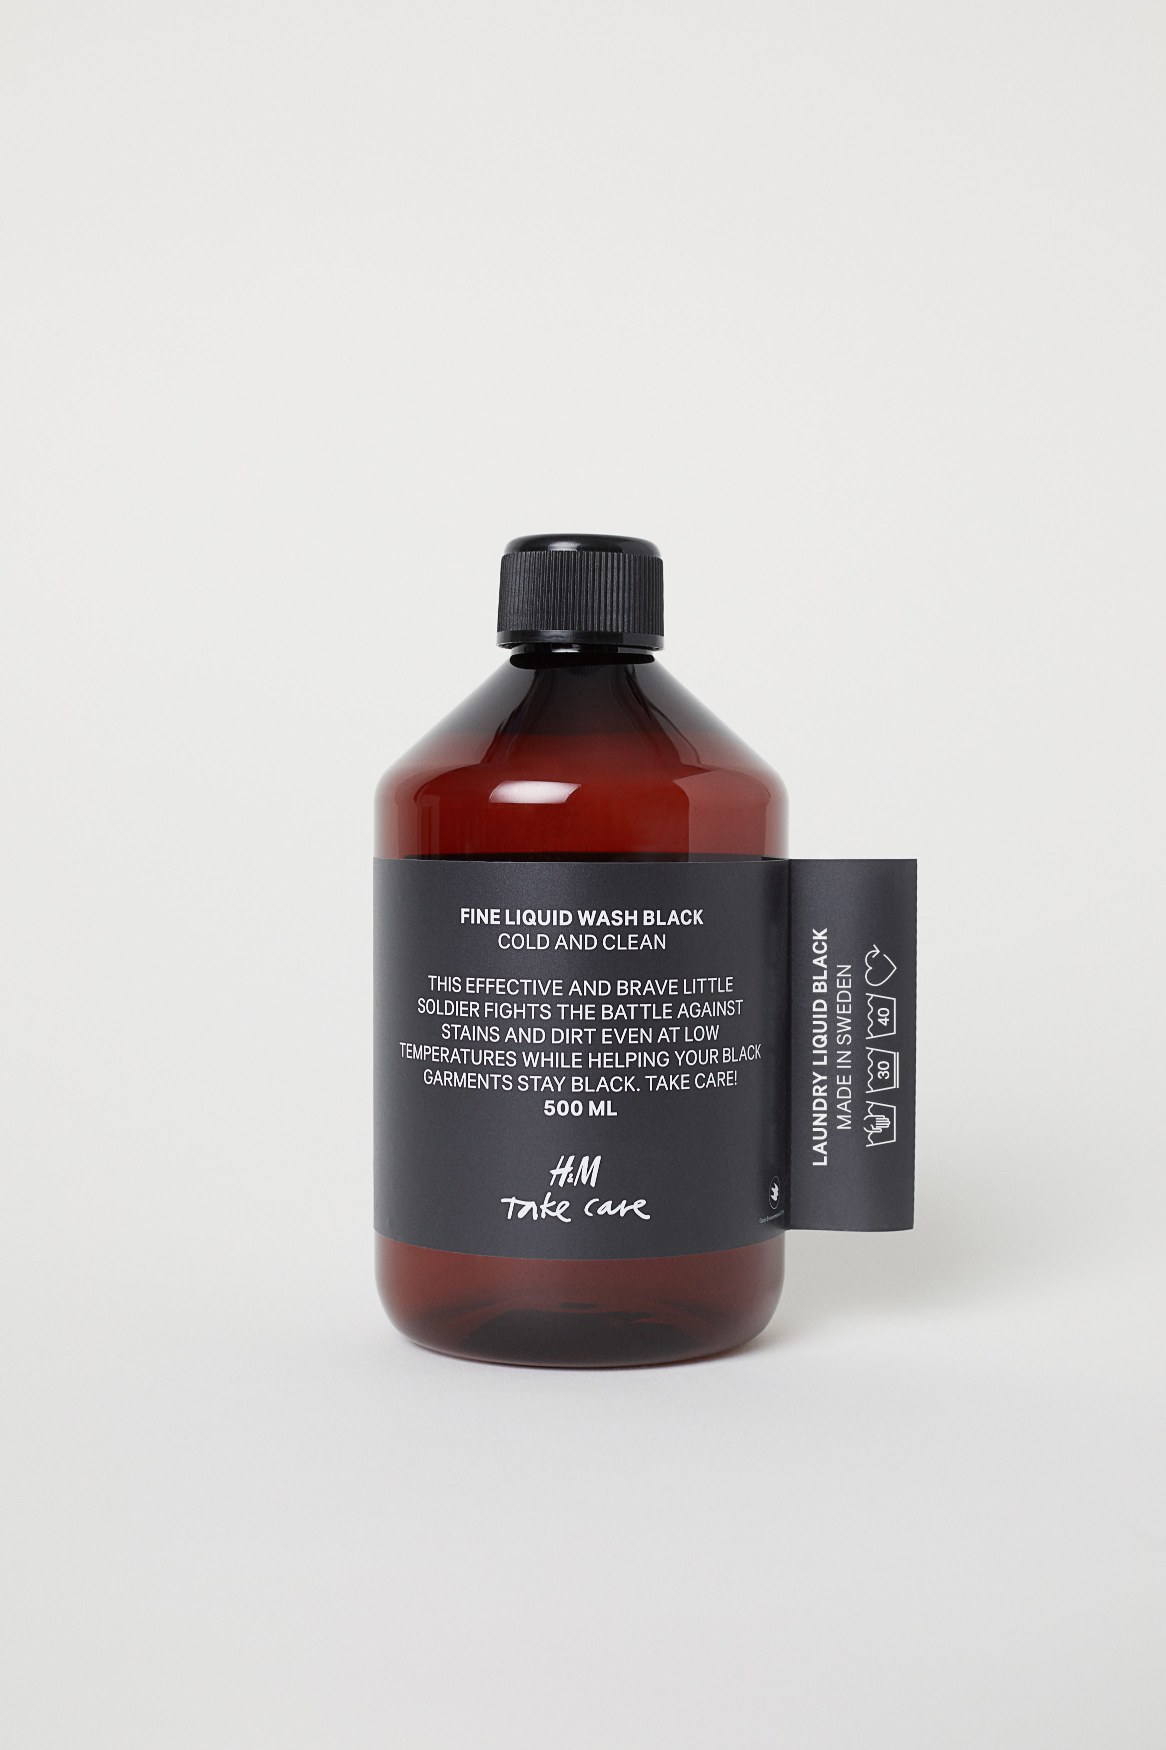 FINE LIQUID WASH BLACK
COLD AND CLEAN
THIS EFFECTIVE AND BRAVE LITTLE
SOLDIER FIGHTS THE BATTLE AGAINST
STAINS AND DIRT EVEN AT LOW
TEMPERATURES WHILE HELPING YOUR BLACK
GARMENTS STAY BLACK. TAKE CARE!
500 ML
H&M
Take care
LAUNDRY LIQUID BLACK
MADE IN SWEDEN
30 40